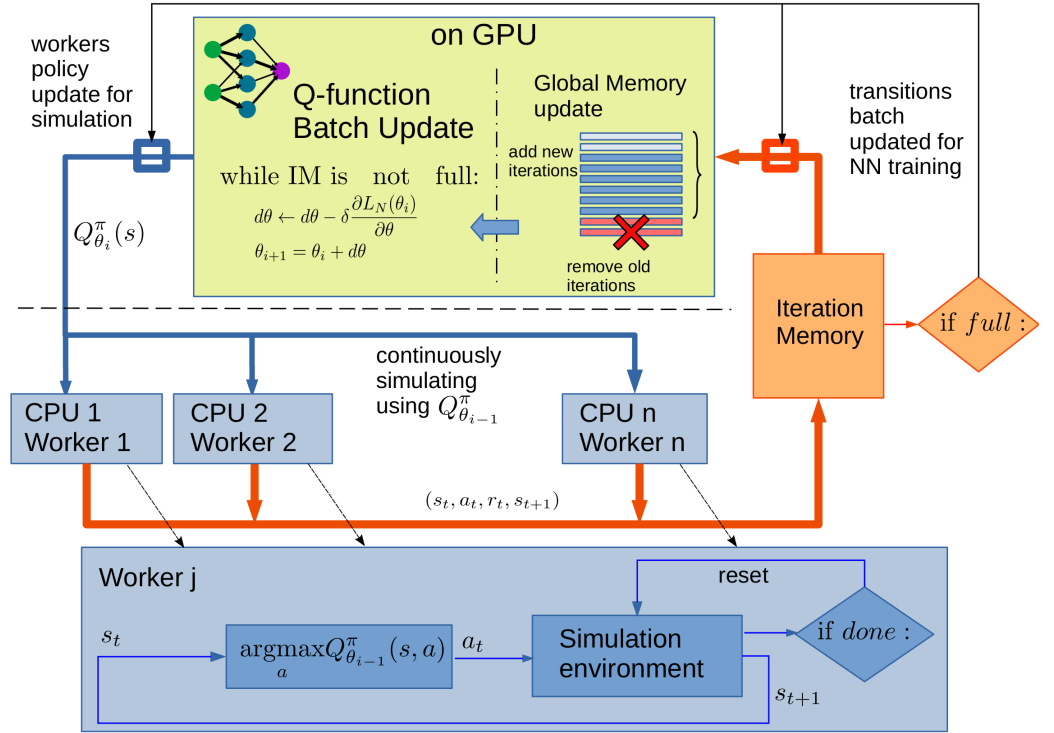 on GPU
workers
policy
update for
simulation
Q-function
Batch Update
while IM is not full:
dθ ← dθ − δ ∂L_N(θ_i)/∂θ
θ_{i+1} = θ_i + dθ
Global Memory
update
add new
iterations
remove old
iterations
transitions
batch
updated for
NN training
Q^π_{θ_i}(s)
Iteration
Memory
if full :
continuously
simulating
using Q^π_{θ_{i−1}}
CPU 1
Worker 1
CPU 2
Worker 2
CPU n
Worker n
(s_t, a_t, r_t, s_{t+1})
Worker j
reset
s_t
argmax_a Q^π_{θ_{i−1}}(s, a)
a_t
Simulation
environment
if done :
s_{t+1}